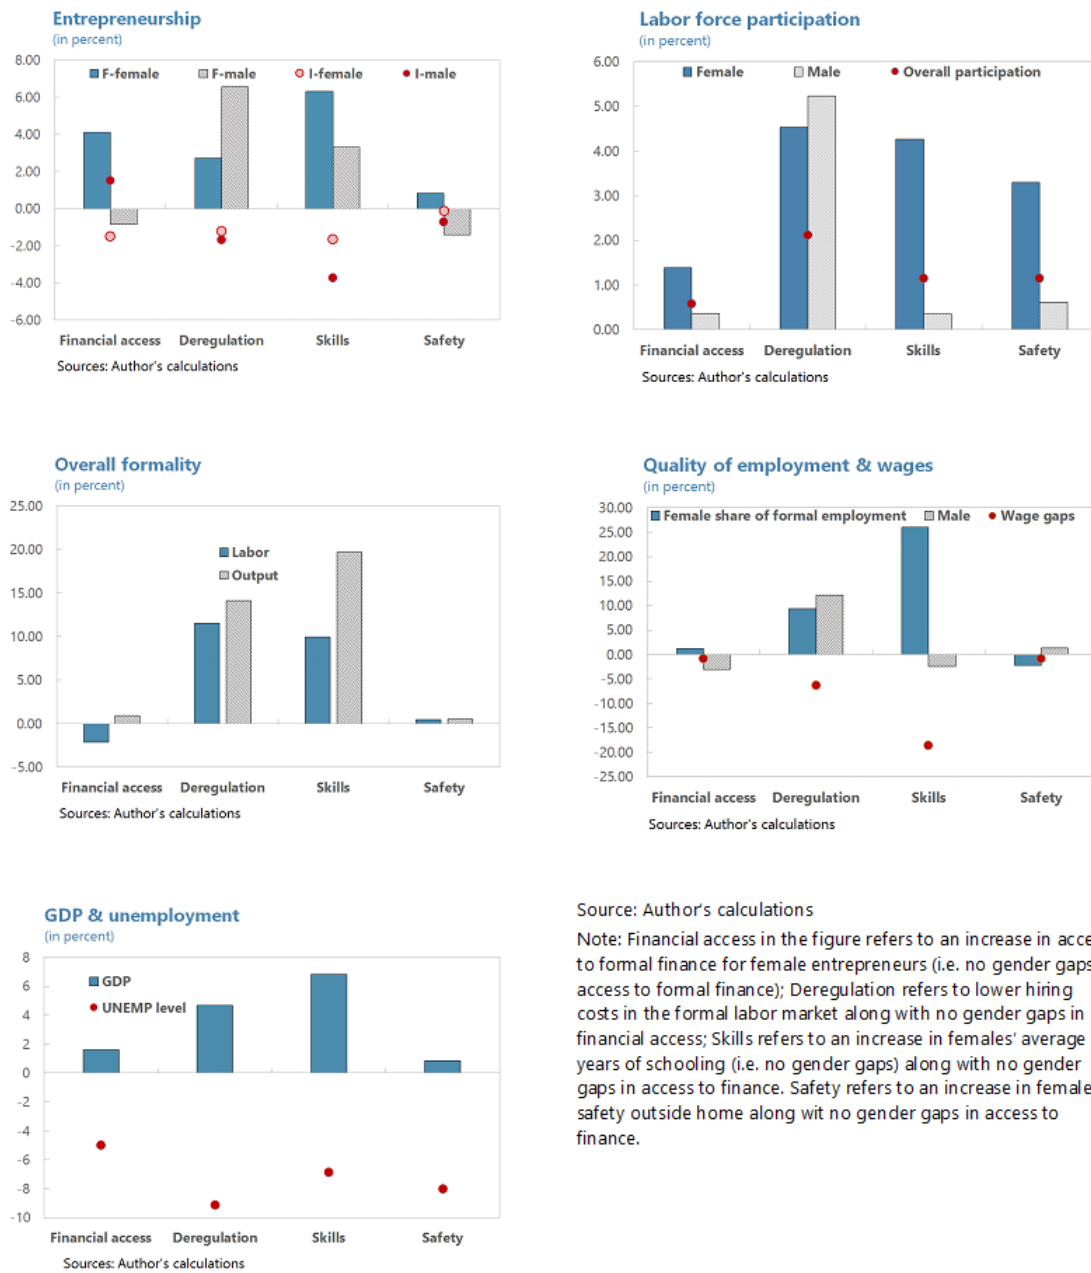 Entrepreneurship
(in percent)
8.00
6.00
4.00
2.00
0.00
-2.00
-4.00
-6.00
F-female F-male I-female I-male
Financial access Deregulation Skills Safety
Sources: Author's calculations
Labor force participation
(in percent)
6.00
5.00
4.00
3.00
2.00
1.00
0.00
Female Male Overall participation
Financial access Deregulation Skills Safety
Sources: Author's calculations
Overall formality
(in percent)
25.00
20.00
15.00
10.00
5.00
0.00
-5.00
Labor
Output
Financial access Deregulation Skills Safety
Sources: Author's calculations
Quality of employment & wages
(in percent)
30.00
25.00
20.00
15.00
10.00
5.00
0.00
-5.00
-10.00
-15.00
-20.00
-25.00
Female share of formal employment Male Wage gaps
Financial access Deregulation Skills Safety
Sources: Author's calculations
GDP & unemployment
(in percent)
8
6
4
2
0
-2
-4
-6
-8
-10
GDP
UNEMP level
Financial access Deregulation Skills Safety
Sources: Author's calculations
Source: Author's calculations
Note: Financial access in the figure refers to an increase in acce
to formal finance for female entrepreneurs (i.e. no gender gaps
access to formal finance); Deregulation refers to lower hiring
costs in the formal labor market along with no gender gaps in
financial access; Skills refers to an increase in females' average
years of schooling (i.e. no gender gaps) along with no gender
gaps in access to finance. Safety refers to an increase in female
safety outside home along wit no gender gaps in access to
finance.